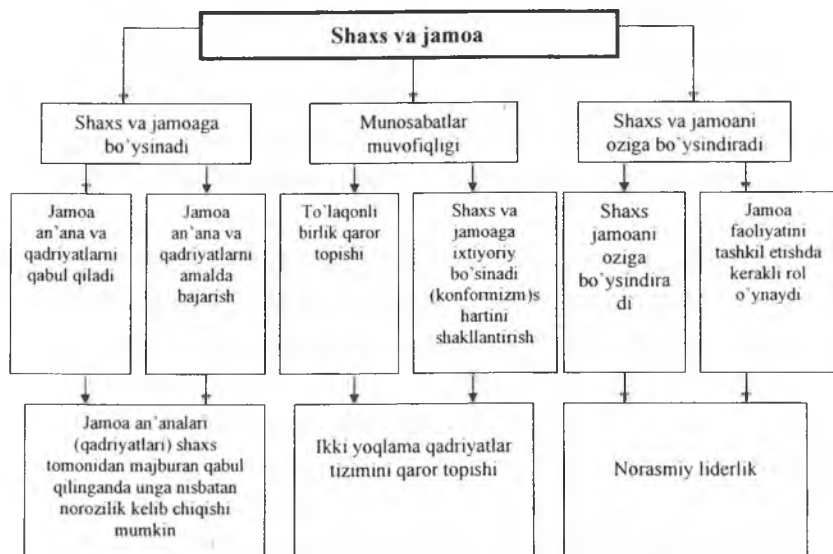 Shaxs va jamoa
Shaxs va jamoaga
bo`ysinadi
Munosabatlar
muvofiqligi
Shaxs va jamoani
oziga bo`ysindiradi
Jamoa
an`ana va
qadriyatlarni
qabul qiladi
Jamoa
an`ana va
qadriyatlarni
amalda
bajarish
To`laqonli
birlik qaror
topishi
Shaxs va
jamoaga
ixtiyoriy
bo`sinadi
(konformizm)s
hartini
shakllantirish
Shaxs
jamoani
oziga
bo`ysindira
di
Jamoa
faoliyatini
tashkil etishda
kerakli rol
o`ynaydi
Jamoa an`analari
(qadriyatlari) shaxs
tomonidan majburan qabul
qilinganda unga nisbatan
norozilik kelib chiqishi
mumkin
Ikki yoqlama qadriyatlar
tizimini qaror topishi
Norasmiy liderlik